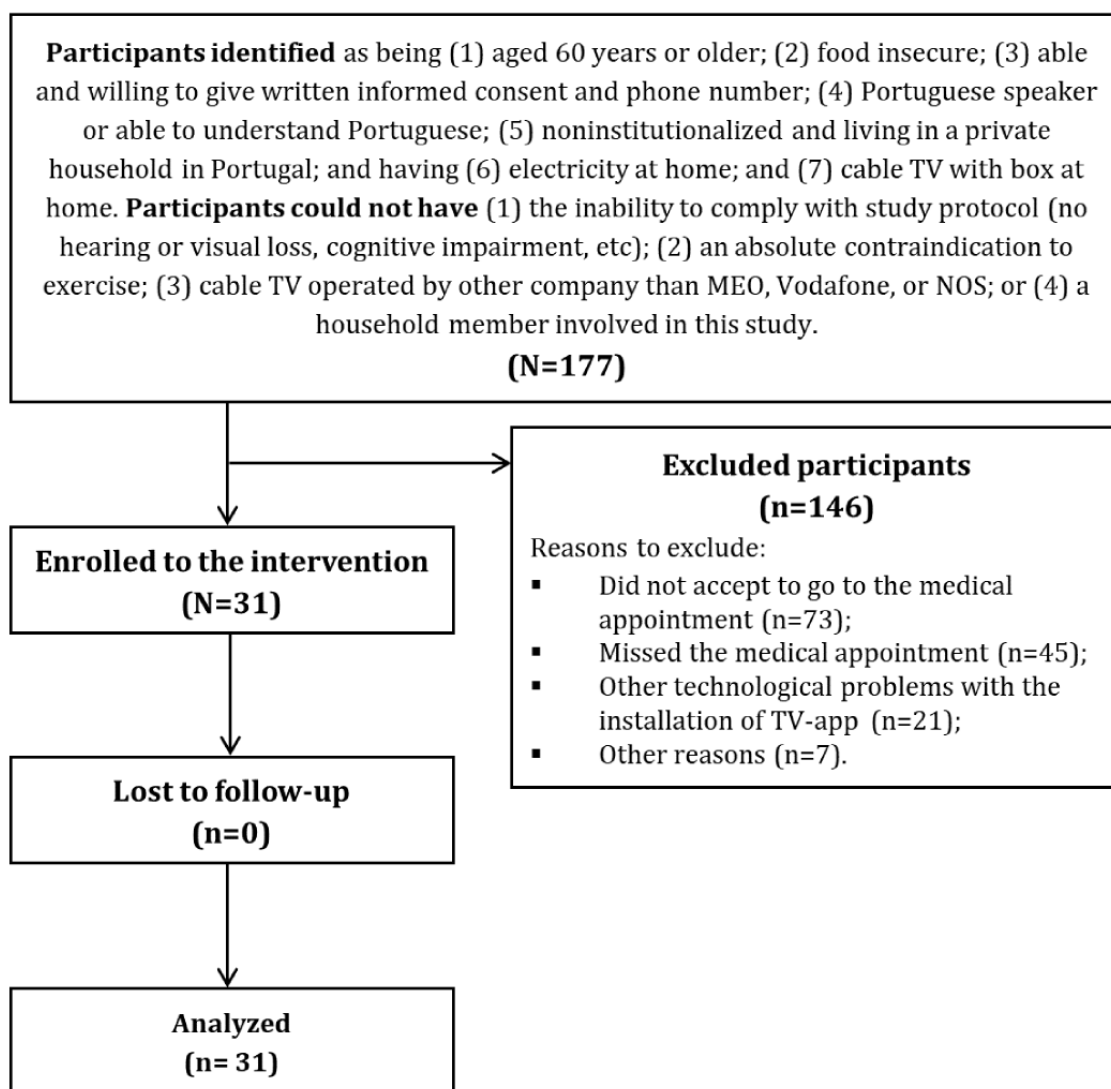 Participants identified as being (1) aged 60 years or older; (2) food insecure; (3) able
and willing to give written informed consent and phone number; (4) Portuguese speaker
or able to understand Portuguese; (5) noninstitutionalized and living in a private
household in Portugal; and having (6) electricity at home; and (7) cable TV with box at
home. Participants could not have (1) the inability to comply with study protocol (no
hearing or visual loss, cognitive impairment, etc); (2) an absolute contraindication to
exercise; (3) cable TV operated by other company than MEO, Vodafone, or NOS; or (4) a
household member involved in this study.
(N=177)
Excluded participants
(n=146)
Reasons to exclude:
▪ Did not accept to go to the medical
appointment (n=73);
▪ Missed the medical appointment (n=45);
▪ Other technological problems with the
installation of TV-app (n=21);
▪ Other reasons (n=7).
Enrolled to the intervention
(N=31)
Lost to follow-up
(n=0)
Analyzed
(n= 31)